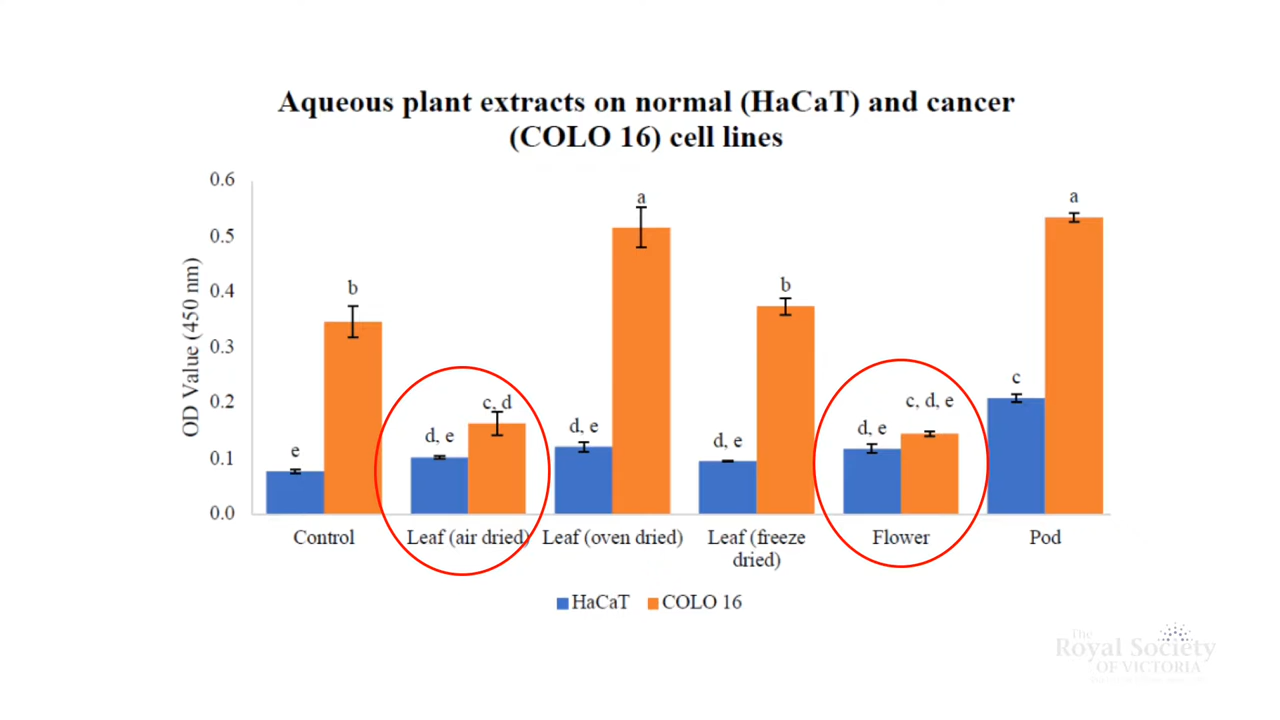 Aqueous plant extracts on normal (HaCaT) and cancer
(COLO 16) cell lines
OD Value (450 nm)
0.6
0.5
0.4
0.3
0.2
0.1
0.0
e
b
d, e
c, d
d, e
a
d, e
b
d, e
c, d, e
c
a
Control
Leaf (air dried)
Leaf (oven dried)
Leaf (freeze
dried)
Flower
Pod
HaCaT
COLO 16
The
Royal Society
OF VICTORIA